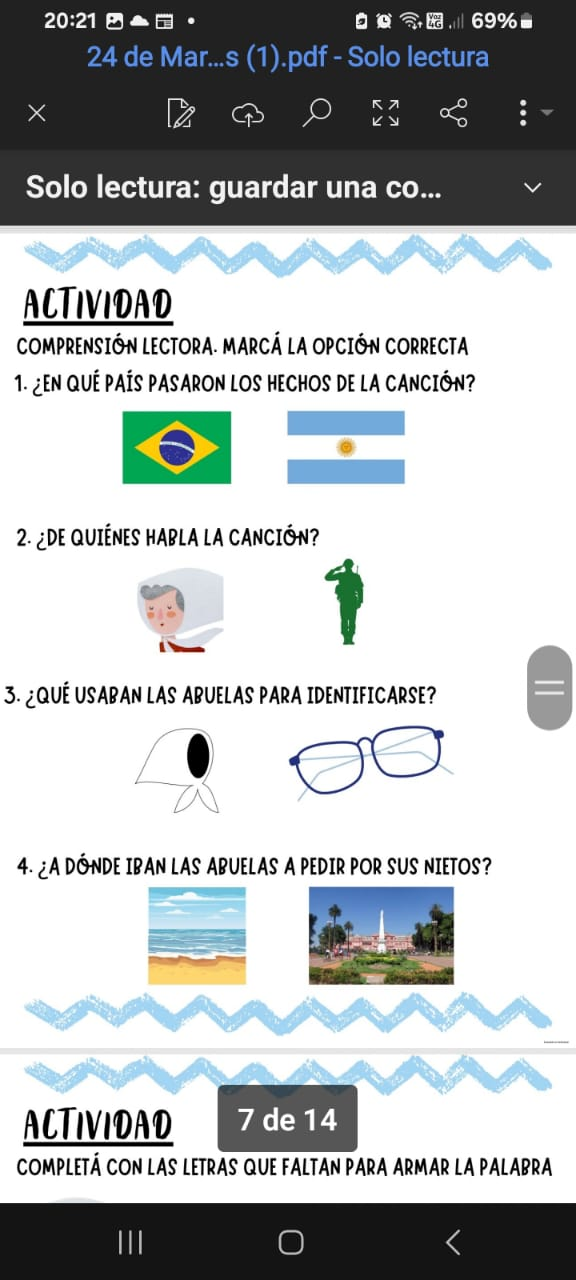 20:21
Voz
4G
69%
24 de Mar...s (1).pdf - Solo lectura
Solo lectura: guardar una co...
ACTIVIDAD
COMPRENSIÓN LECTORA. MARCÁ LA OPCIÓN CORRECTA
1. ¿EN QUÉ PAÍS PASARON LOS HECHOS DE LA CANCIÓN?
2. ¿DE QUIÉNES HABLA LA CANCIÓN?
3. ¿QUÉ USABAN LAS ABUELAS PARA IDENTIFICARSE?
4. ¿A DÓNDE IBAN LAS ABUELAS A PEDIR POR SUS NIETOS?
ACTIVIDAD
7 de 14
COMPLETÁ CON LAS LETRAS QUE FALTAN PARA ARMAR LA PALABRA